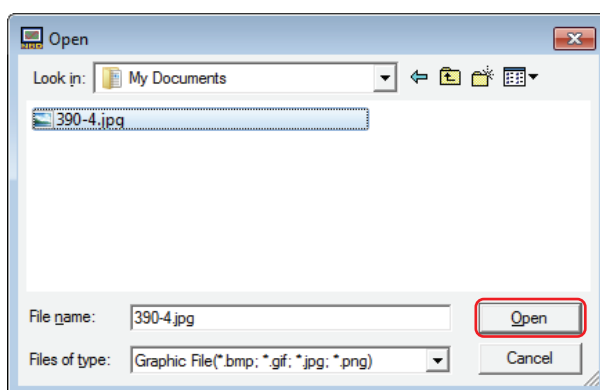 Open
Look in: My Documents
390-4.jpg
File name: 390-4.jpg Open
Files of type: Graphic File(*.bmp; *.gif; *.jpg; *.png) Cancel